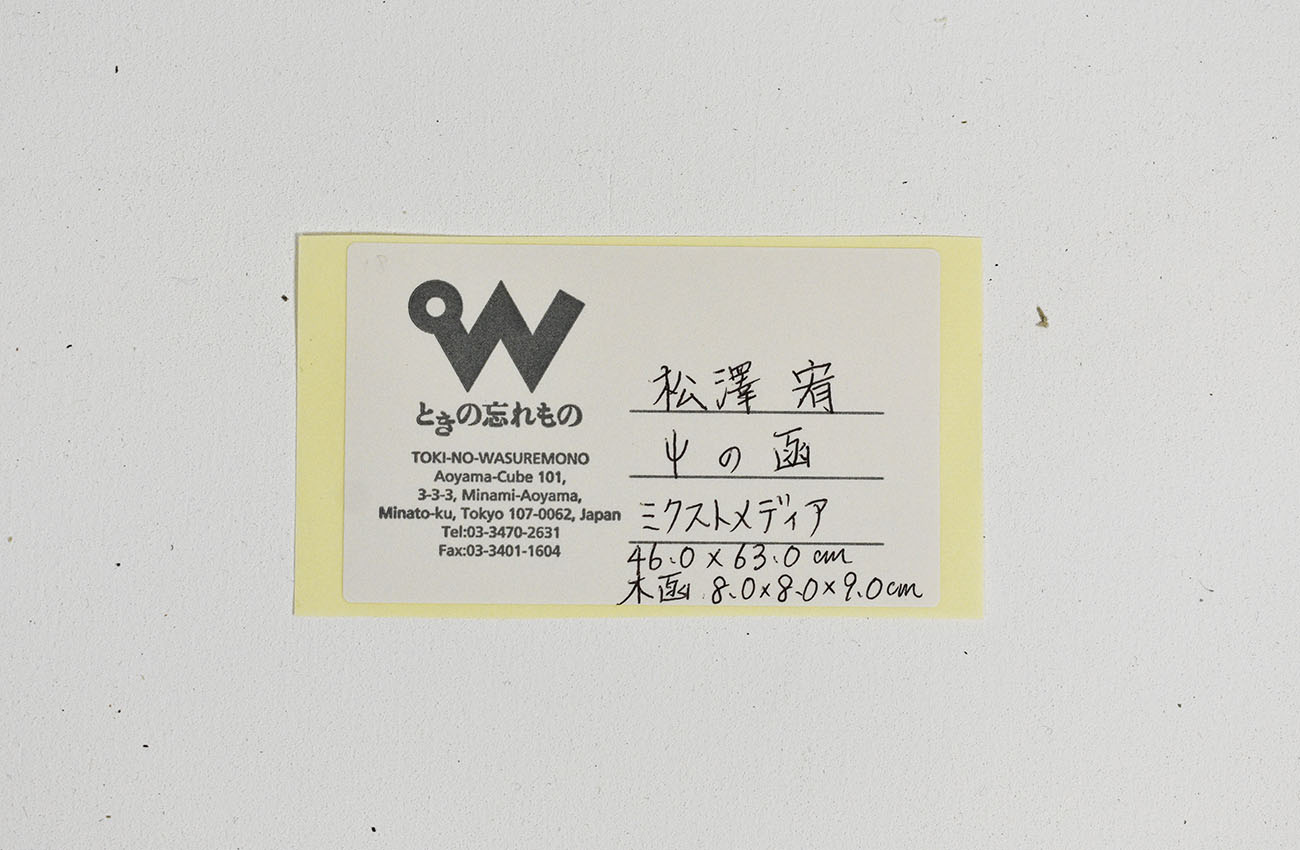 ときの忘れもの
TOKI-NO-WASUREMONO
Aoyama-Cube 101,
3-3-3, Minami-Aoyama,
Minato-ku, Tokyo 107-0062, Japan
Tel:03-3470-2631
Fax:03-3401-1604
松澤 宥
ψの函
ミクストメディア
46.0×63.0cm
木函:8.0×8.0×9.0cm